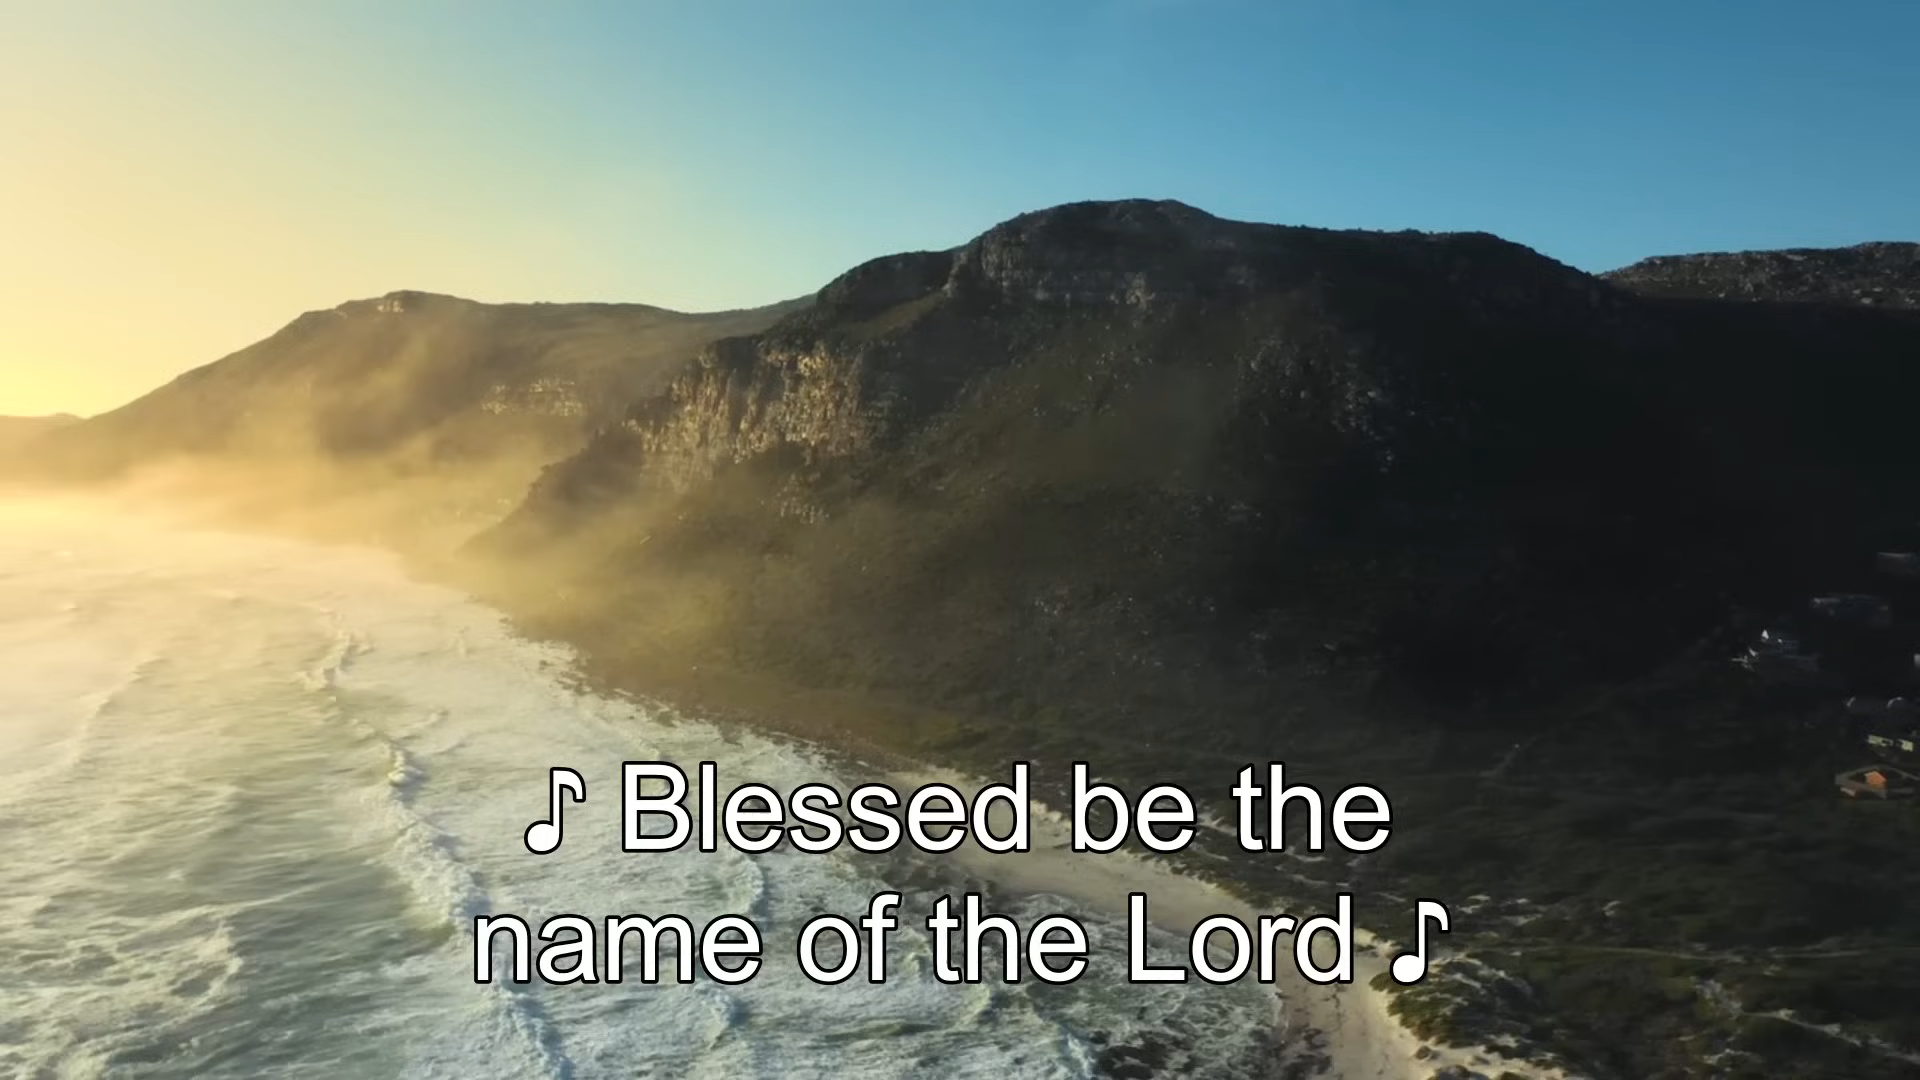 ♪ Blessed be the
name of the Lord ♪